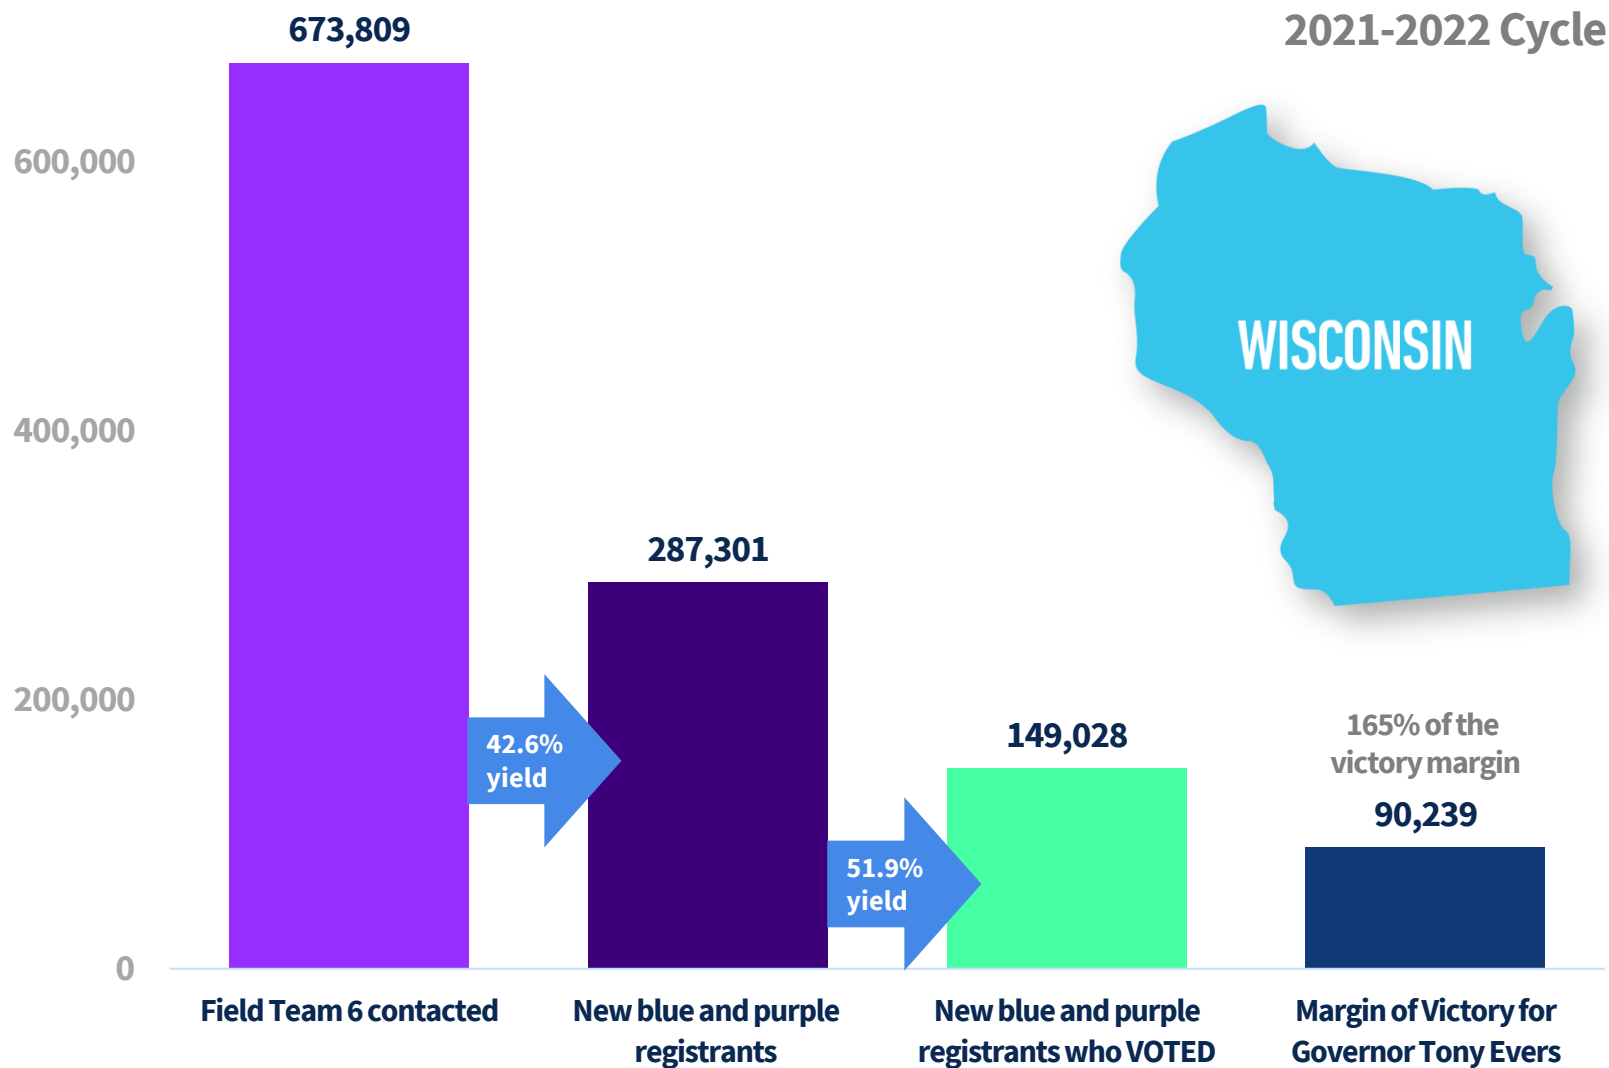 2021-2022 Cycle
673,809
600,000
400,000
200,000
0
WISCONSIN
287,301
149,028
165% of the
victory margin
90,239
42.6%
yield
51.9%
yield
Field Team 6 contacted
New blue and purple
registrants
New blue and purple
registrants who VOTED
Margin of Victory for
Governor Tony Evers